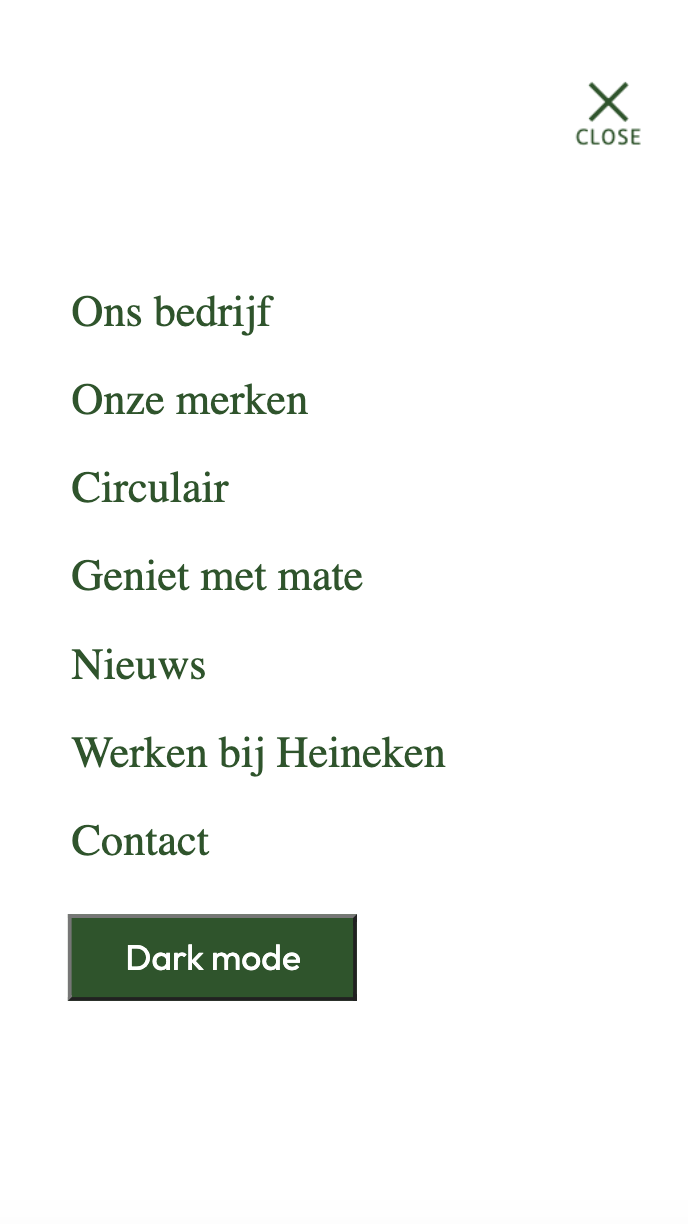 CLOSE
Ons bedrijf
Onze merken
Circulair
Geniet met mate
Nieuws
Werken bij Heineken
Contact
Dark mode